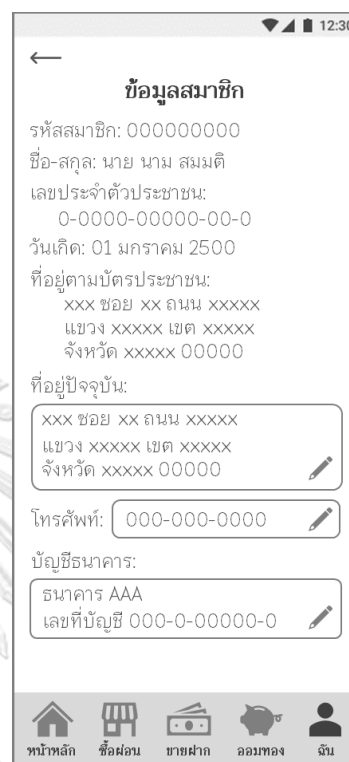 12:30
ข้อมูลสมาชิก
รหัสสมาชิก: 000000000
ชื่อ-สกุล: นาย นาม สมมติ
เลขประจำตัวประชาชน:
0-0000-00000-00-0
วันเกิด: 01 มกราคม 2500
ที่อยู่ตามบัตรประชาชน:
xxx ซอย xx ถนน xxxxx
แขวง xxxxx เขต xxxxx
จังหวัด xxxxx 00000
ที่อยู่ปัจจุบัน:
xxx ซอย xx ถนน xxxxx
แขวง xxxxx เขต xxxxx
จังหวัด xxxxx 00000
โทรศัพท์: 000-000-0000
บัญชีธนาคาร:
ธนาคาร AAA
เลขที่บัญชี 000-0-00000-0
หน้าหลัก ซื้อผ่อน ขายฝาก ออมทอง ฉัน